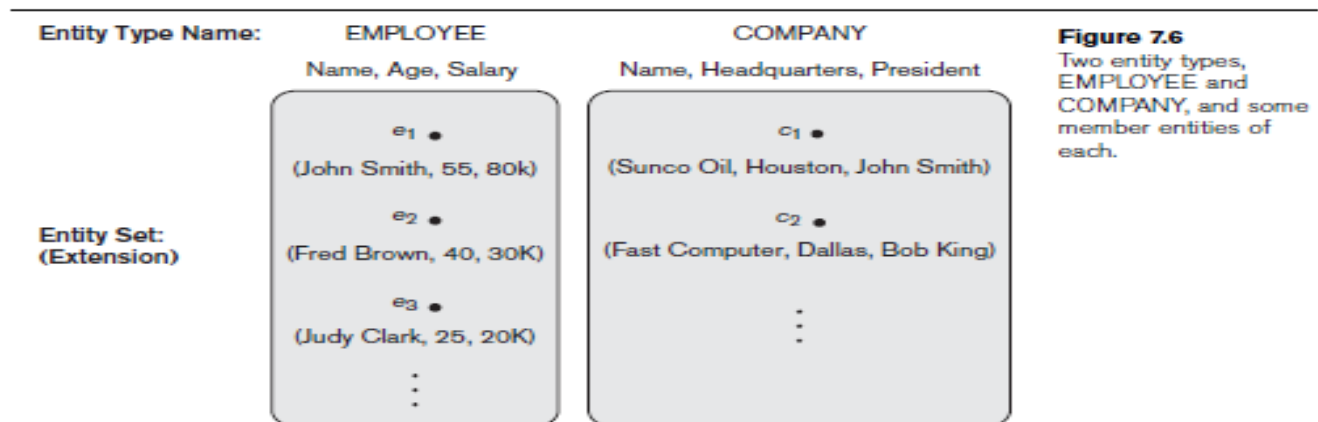 Entity Type Name: EMPLOYEE COMPANY
Name, Age, Salary Name, Headquarters, President
e1 c1
(John Smith, 55, 80k) (Sunco Oil, Houston, John Smith)
e2 c2
Entity Set:
(Extension) (Fred Brown, 40, 30K) (Fast Computer, Dallas, Bob King)
e3
(Judy Clark, 25, 20K)
Figure 7.6
Two entity types,
EMPLOYEE and
COMPANY, and some
member entities of
each.